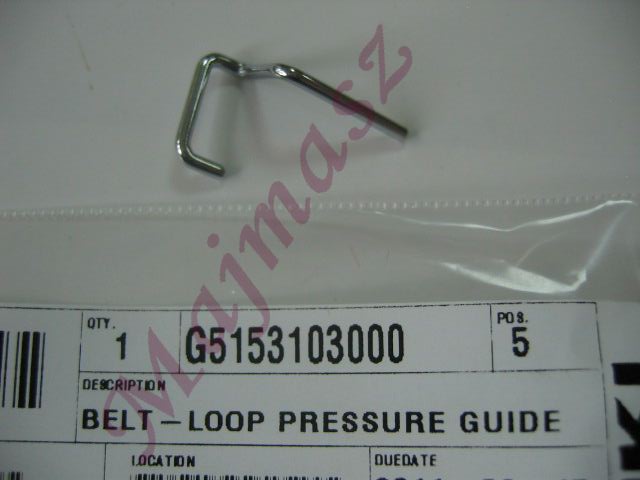 Majmasz
QTY.
1
G5153103000
POS.
5
DESCRIPTION
BELT-LOOP PRESSURE GUIDE
LOCATION
DUEDATE